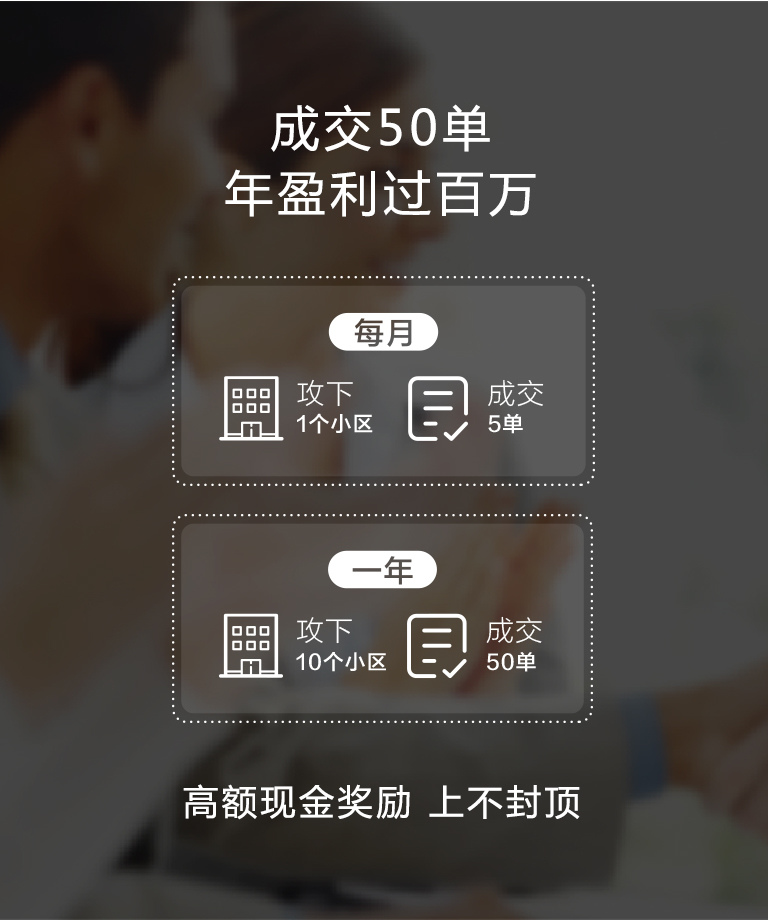 成交50单
年盈利过百万
每月
攻下
1个小区
成交
5单
一年
攻下
10个小区
成交
50单
高额现金奖励 上不封顶